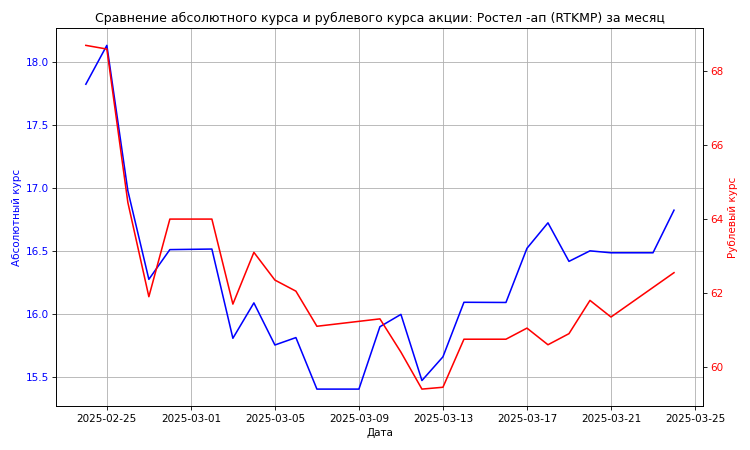 Сравнение абсолютного курса и рублевого курса акции: Ростел -ап (RTKMP) за месяц
Абсолютный курс
18.0
17.5
17.0
16.5
16.0
15.5
68
66
64
62
60
Рублевый курс
2025-02-25 2025-03-01 2025-03-05 2025-03-09 2025-03-13 2025-03-17 2025-03-21 2025-03-25
Дата